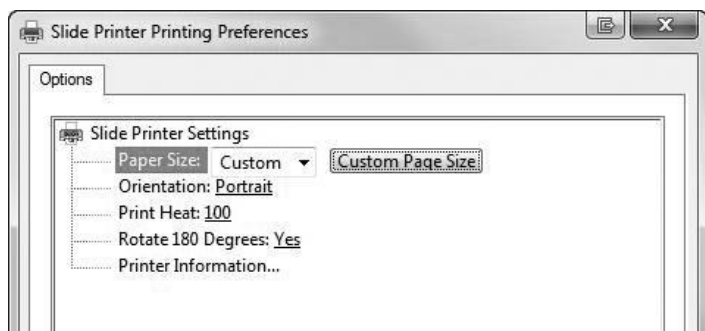 Slide Printer Printing Preferences
Options
Slide Printer Settings
Paper Size: Custom Custom Page Size
Orientation: Portrait
Print Heat: 100
Rotate 180 Degrees: Yes
Printer Information...